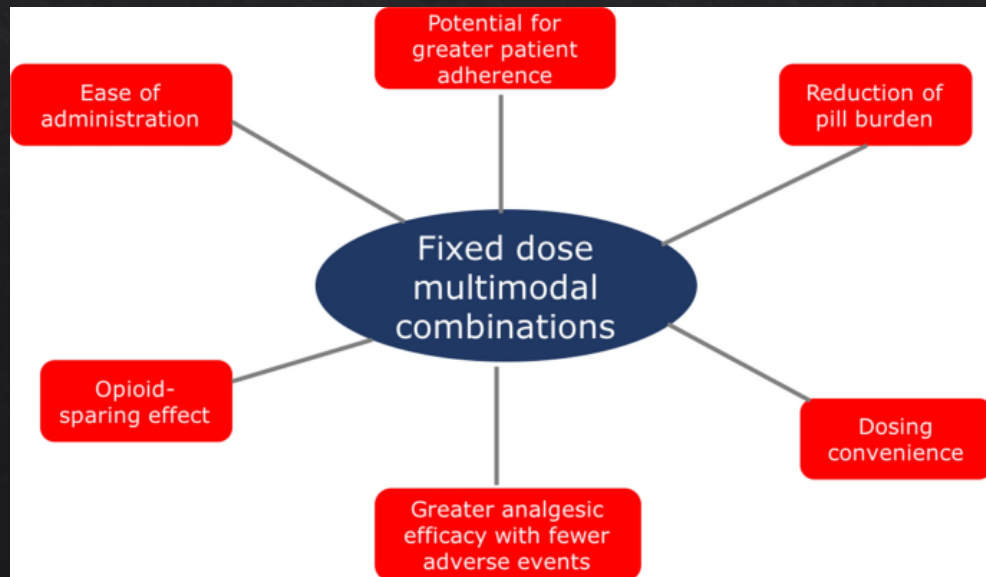 Potential for
greater patient
adherence
Ease of
administration
Reduction of
pill burden
Fixed dose
multimodal
combinations
Opioid-
sparing effect
Dosing
convenience
Greater analgesic
efficacy with fewer
adverse events